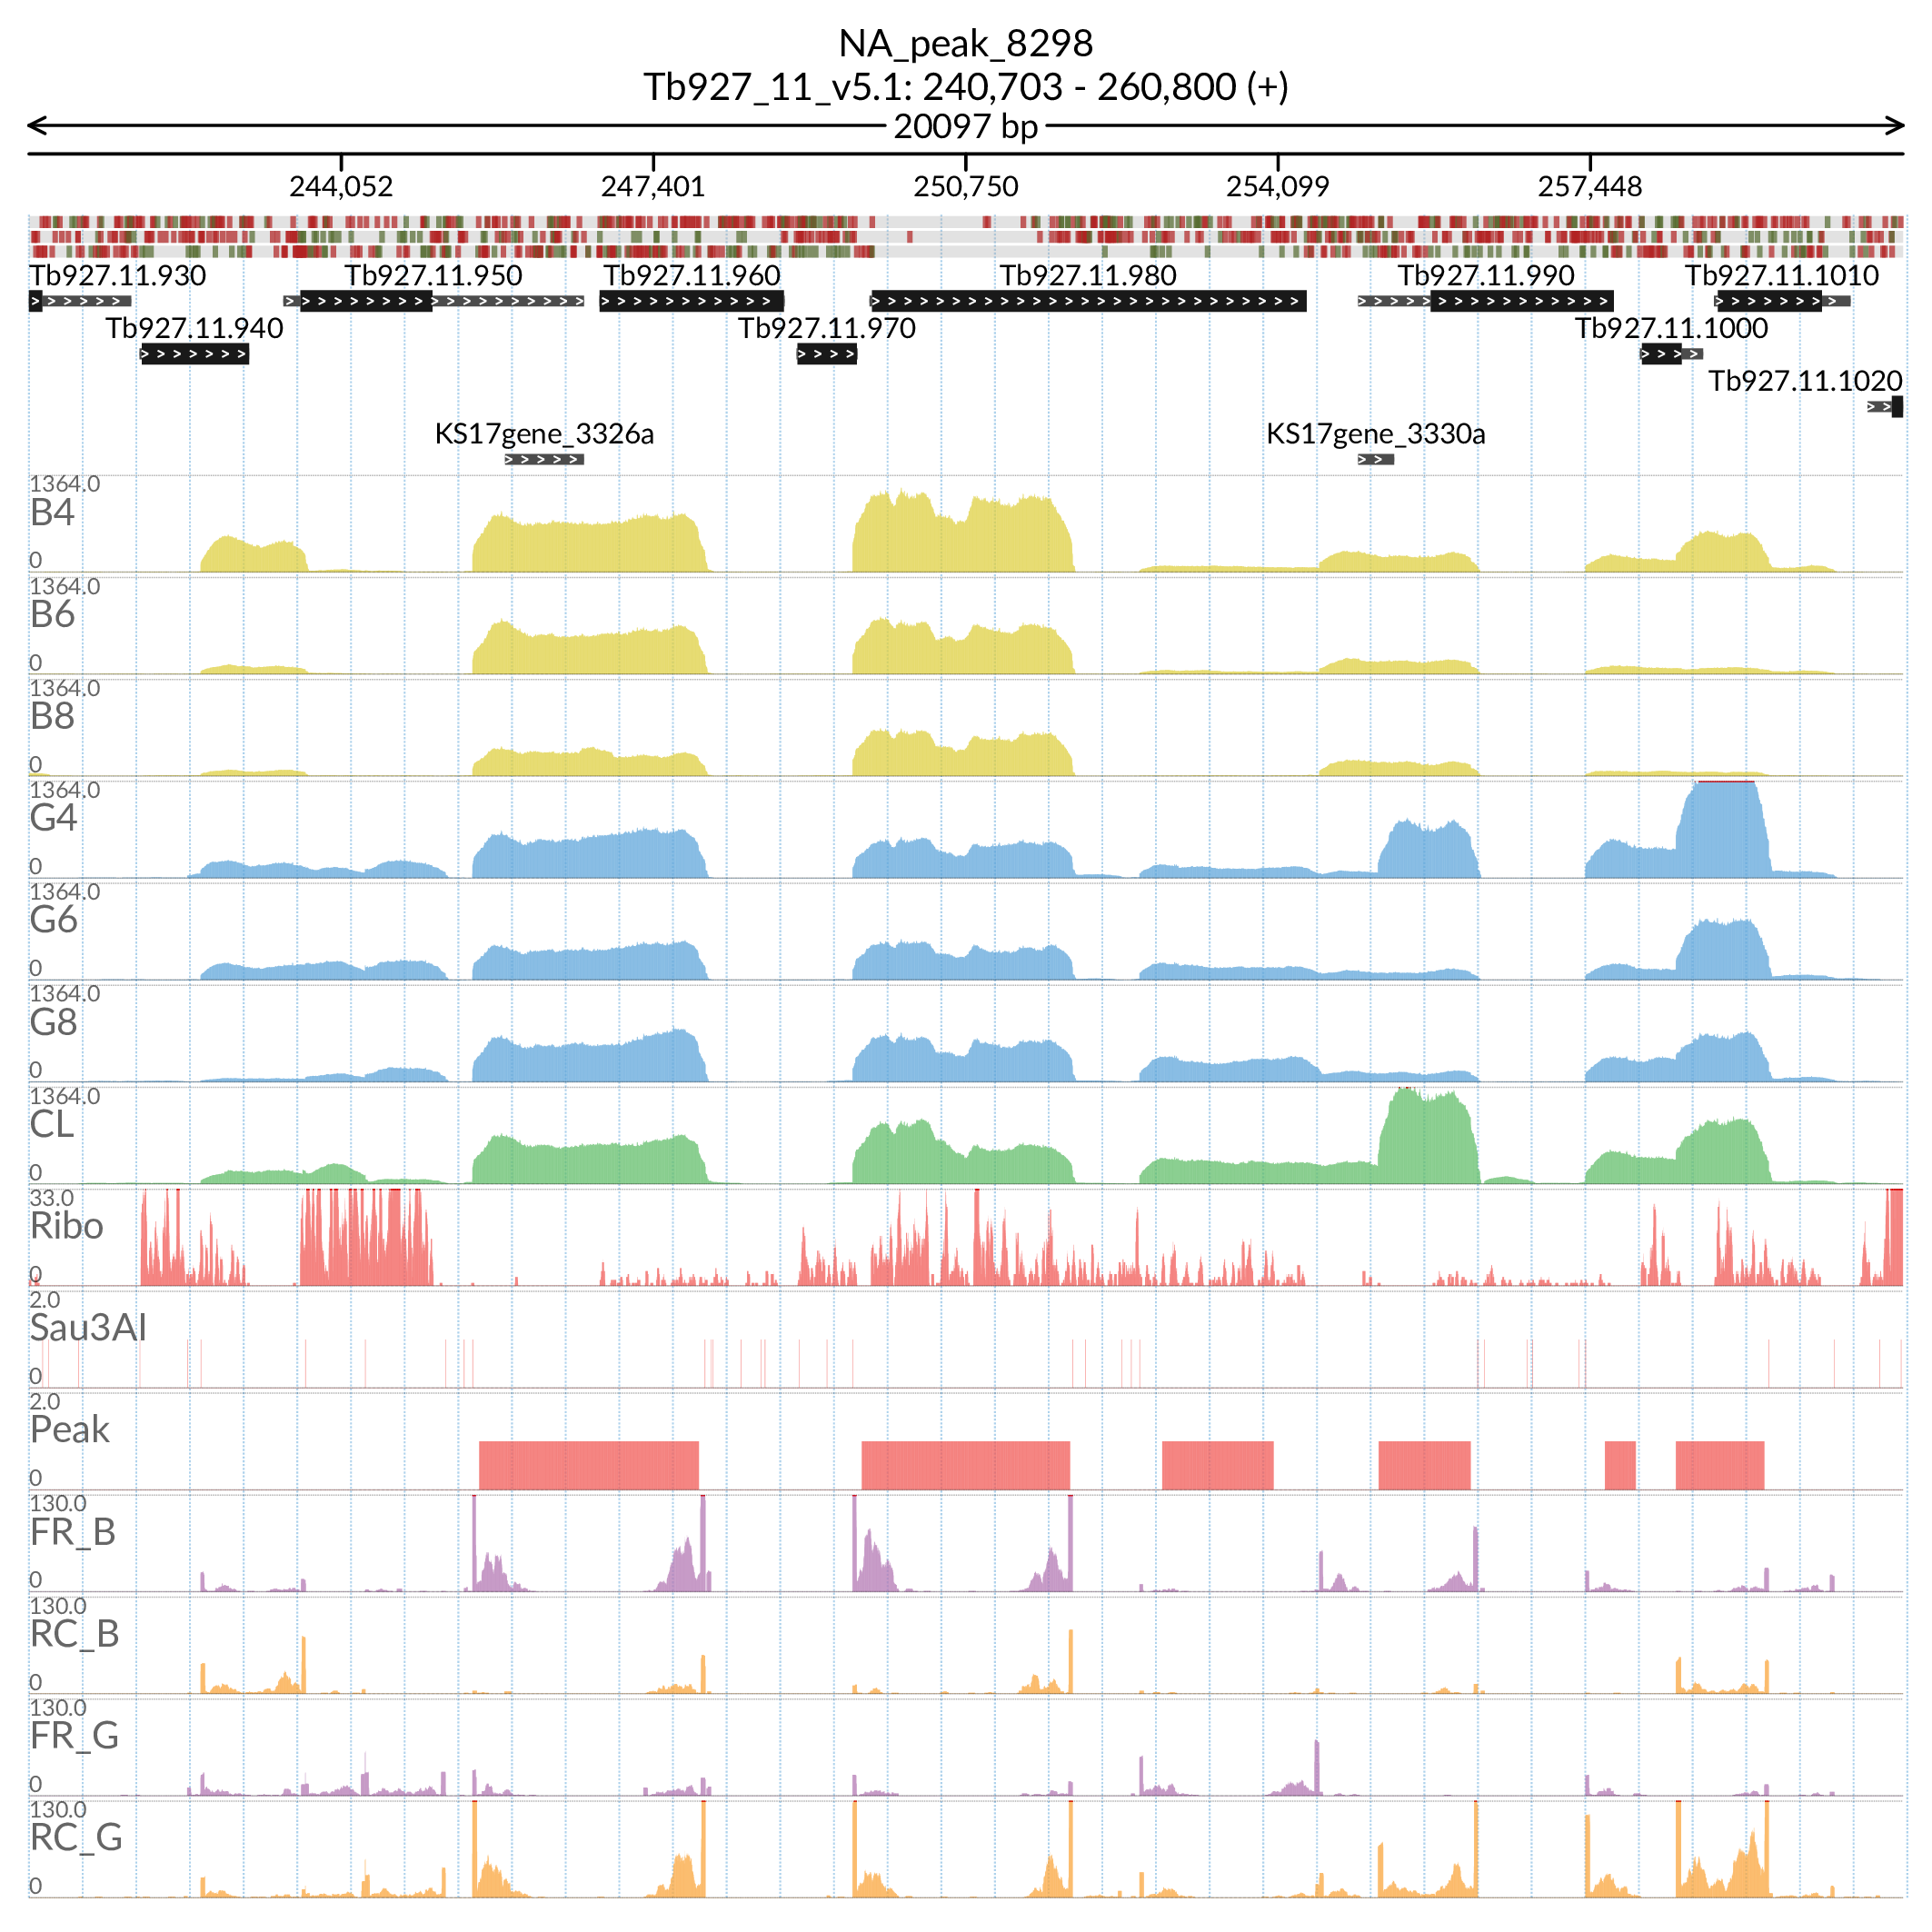 NA_peak_8298
Tb927_11_v5.1: 240,703 - 260,800 (+)
20097 bp
244,052 247,401 250,750 254,099 257,448
Tb927.11.930 Tb927.11.950 Tb927.11.960 Tb927.11.980 Tb927.11.990 Tb927.11.1010
Tb927.11.940 Tb927.11.970 Tb927.11.1000
Tb927.11.1020
KS17gene_3326a KS17gene_3330a
1364.0
B4
0
1364.0
B6
0
1364.0
B8
0
1364.0
G4
0
1364.0
G6
0
1364.0
G8
0
1364.0
CL
0
33.0
Ribo
0
2.0
Sau3AI
0
2.0
Peak
0
130.0
FR_B
0
130.0
RC_B
0
130.0
FR_G
0
130.0
RC_G
0